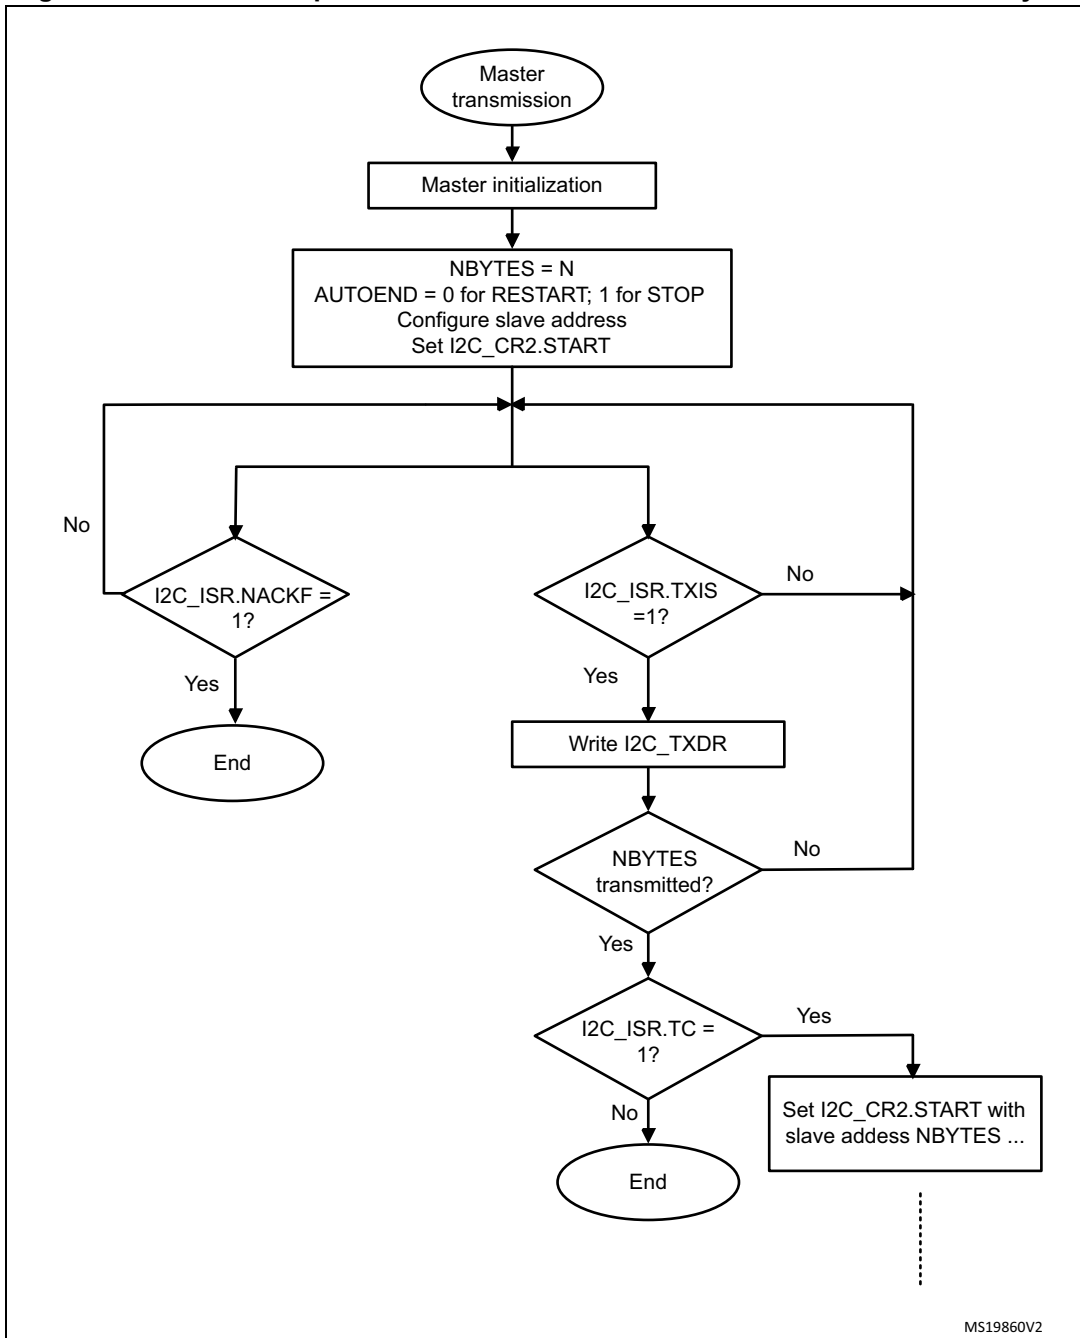 Master
transmission
Master initialization
NBYTES = N
AUTOEND = 0 for RESTART; 1 for STOP
Configure slave address
Set I2C_CR2.START
No
I2C_ISR.NACKF =
1?
Yes
End
I2C_ISR.TXIS
=1?
No
Yes
Write I2C_TXDR
NBYTES
transmitted?
No
Yes
I2C_ISR.TC =
1?
Yes
No
Set I2C_CR2.START with
slave addess NBYTES ...
End
MS19860V2